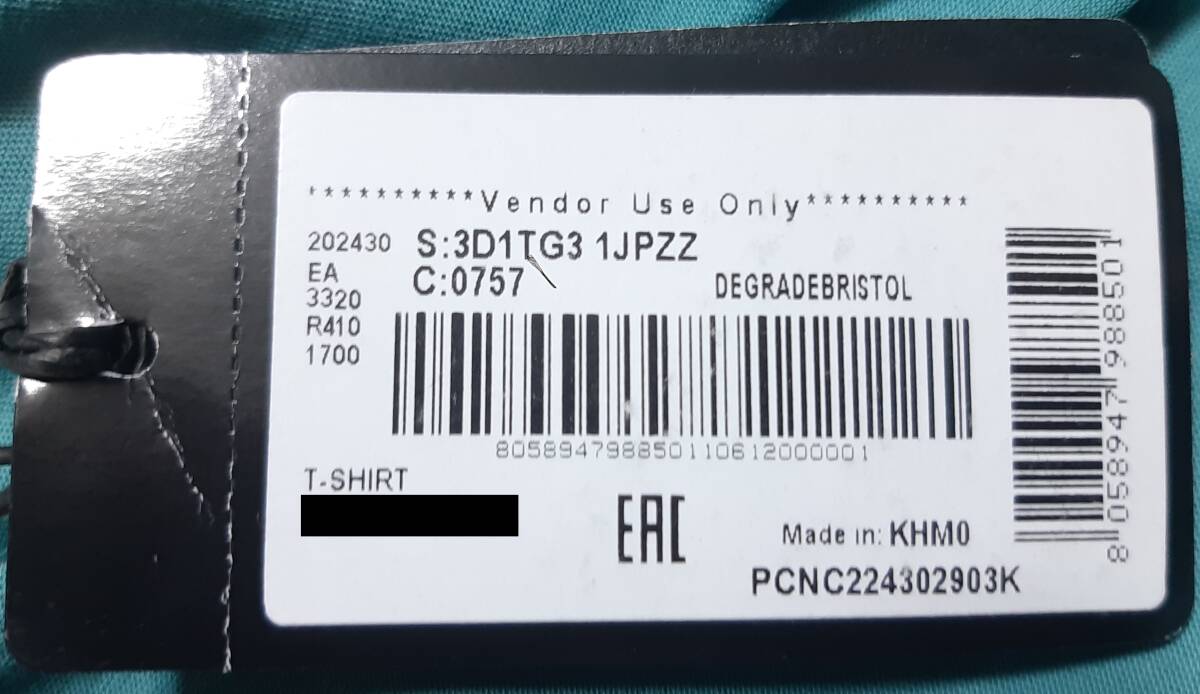 **********Vendor Use Only**********
202430 S:3D1TG3 1JPZZ
EA C:0757 DEGRADEBRISTOL
3320
R410
1700
805894798850110612000001
T-SHIRT
EAC
Made in: KHM0
PCNC224302903K
8 058947 988501